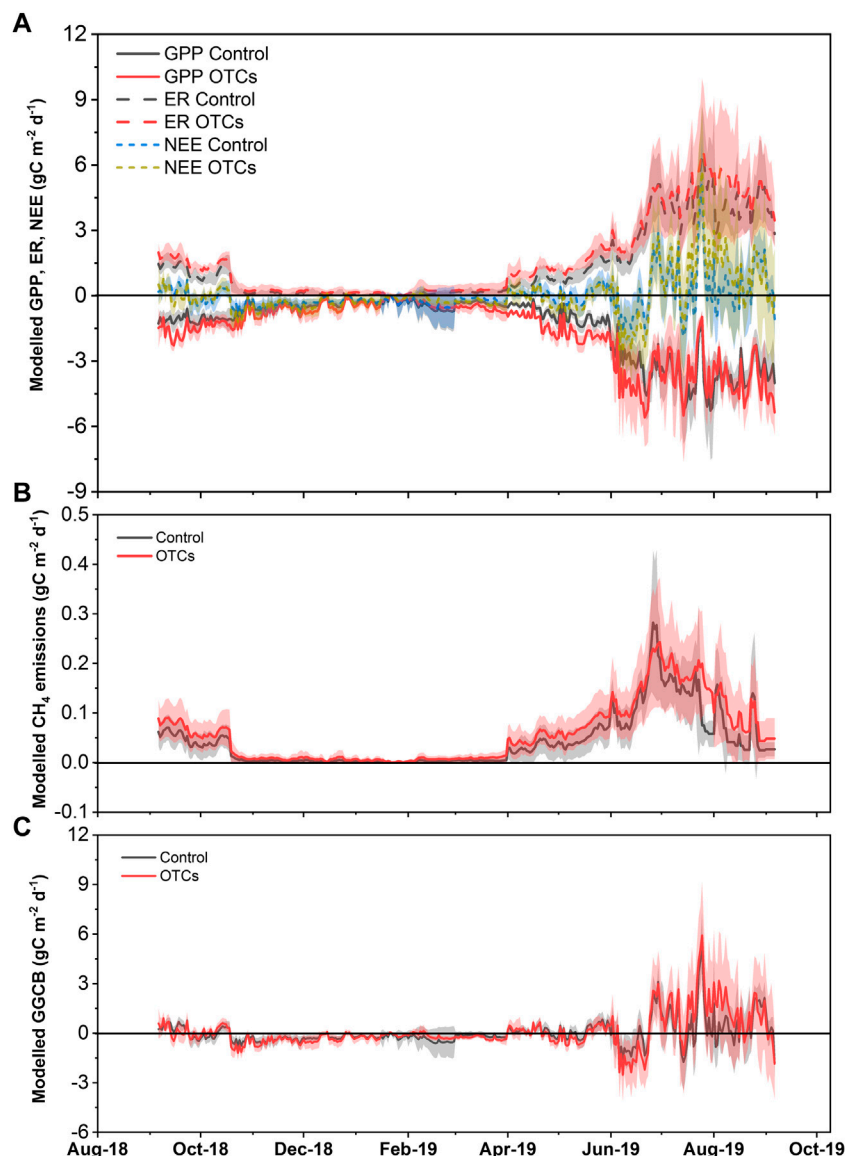 A
Modelled GPP, ER, NEE (gC m⁻² d⁻¹)
12
9
6
3
0
-3
-6
-9
GPP Control
GPP OTCs
ER Control
ER OTCs
NEE Control
NEE OTCs
B
Modelled CH₄ emissions (gC m⁻² d⁻¹)
0.5
0.4
0.3
0.2
0.1
0.0
-0.1
Control
OTCs
C
Modelled GGCB (gC m⁻² d⁻¹)
12
9
6
3
0
-3
-6
Control
OTCs
Aug-18 Oct-18 Dec-18 Feb-19 Apr-19 Jun-19 Aug-19 Oct-19